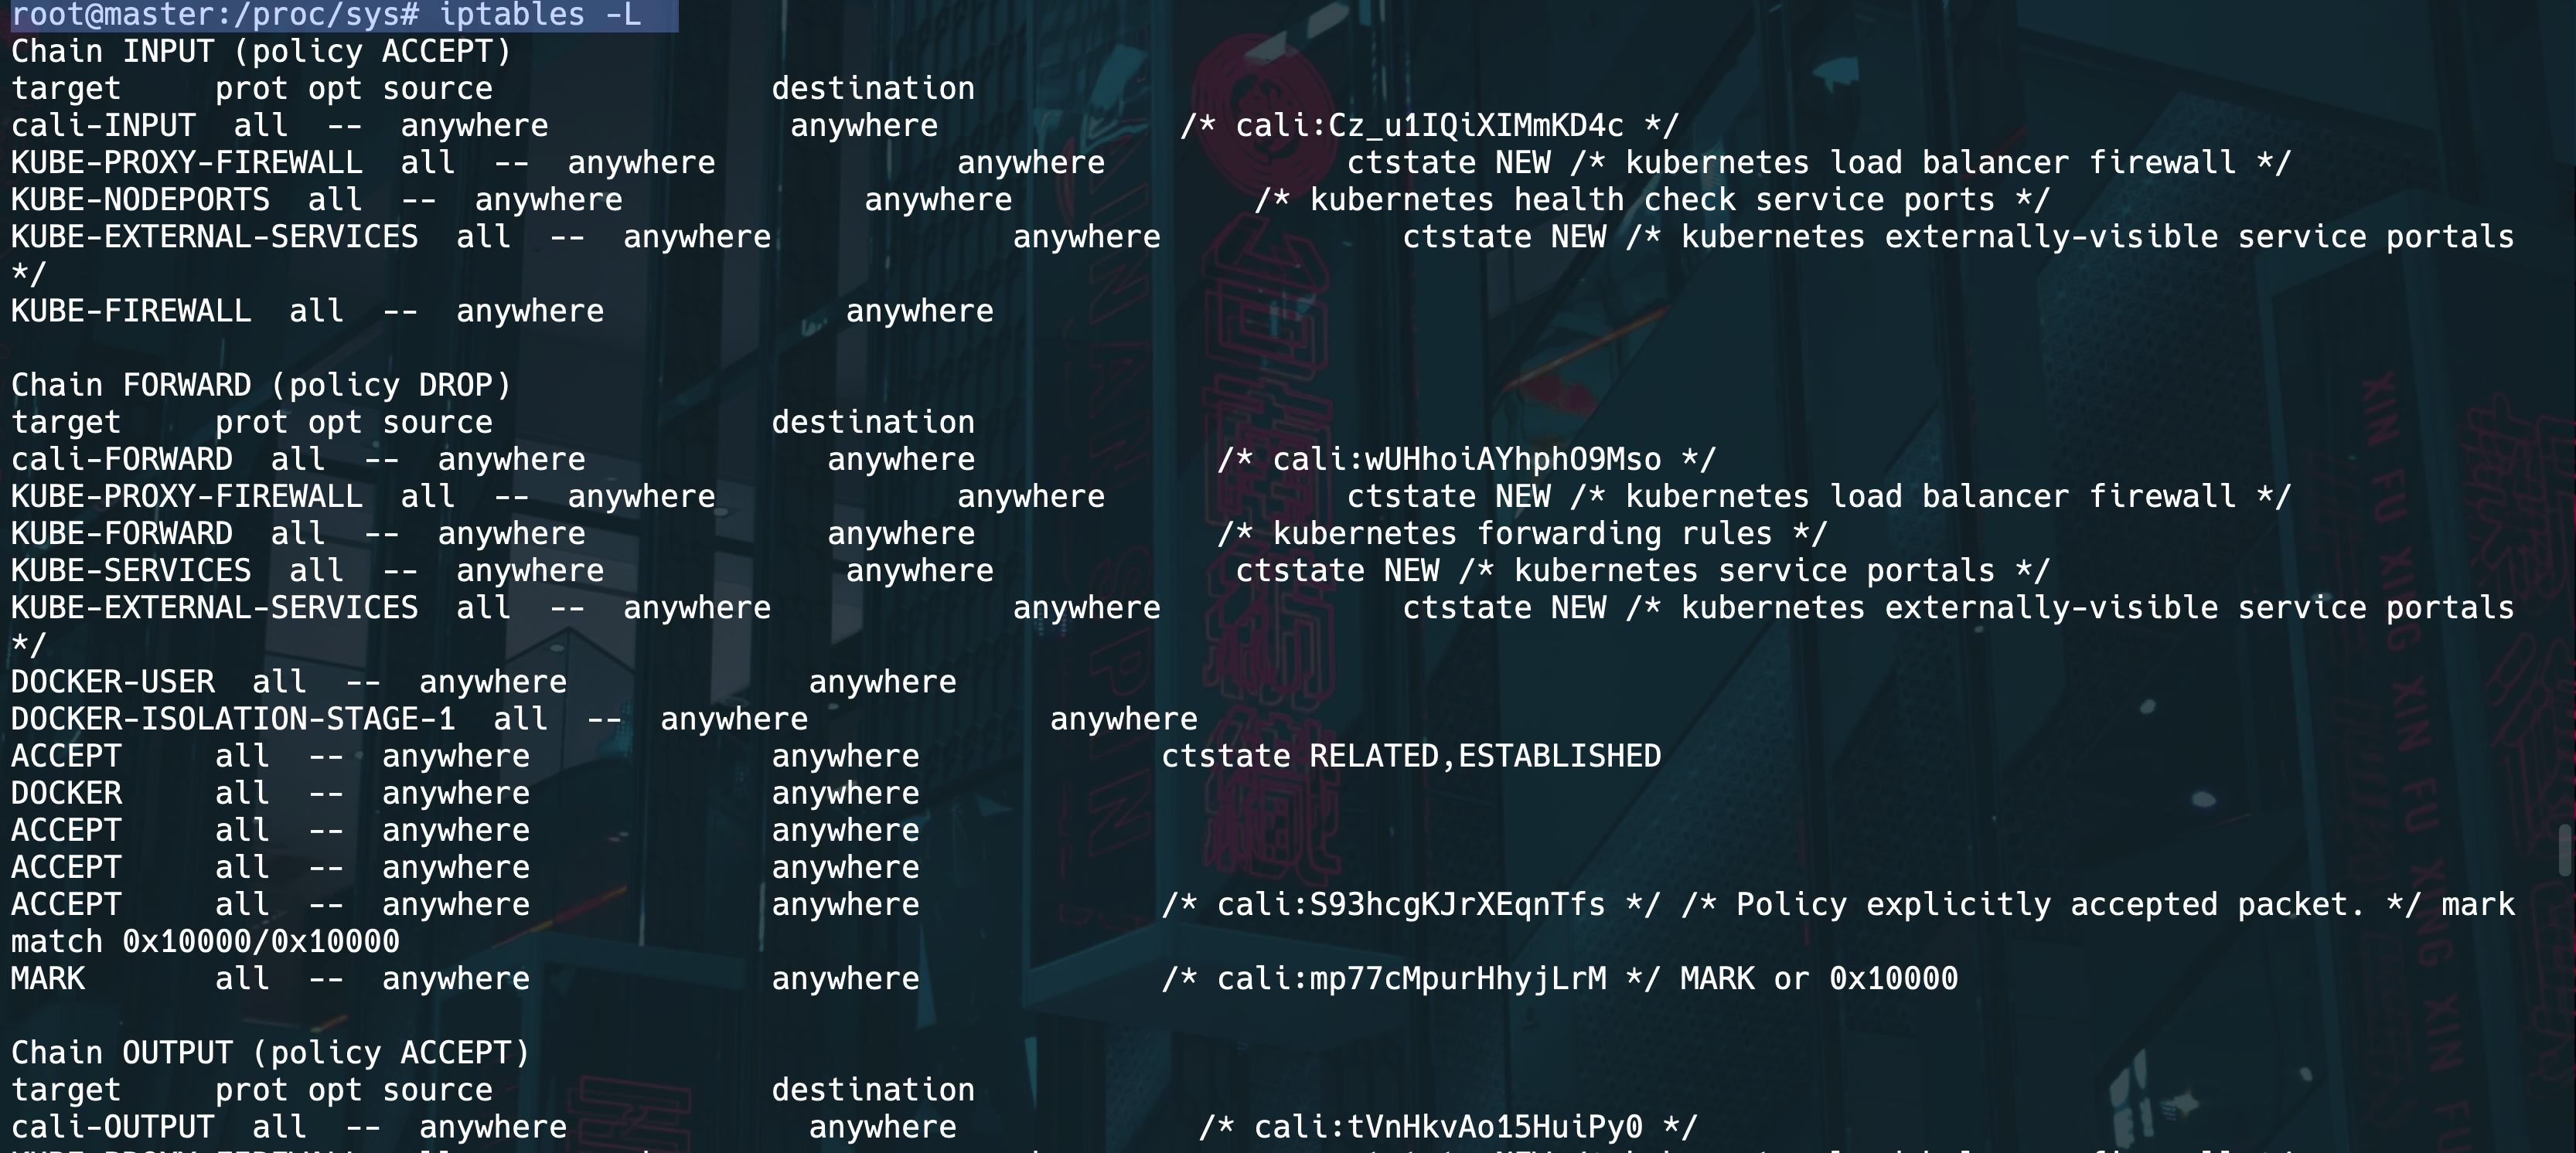 root@master:/proc/sys# iptables -L
Chain INPUT (policy ACCEPT)
target     prot opt source               destination
cali-INPUT  all  --  anywhere             anywhere             /* cali:Cz_u1IQiXIMmKD4c */
KUBE-PROXY-FIREWALL  all  --  anywhere             anywhere             ctstate NEW /* kubernetes load balancer firewall */
KUBE-NODEPORTS  all  --  anywhere             anywhere             /* kubernetes health check service ports */
KUBE-EXTERNAL-SERVICES  all  --  anywhere             anywhere             ctstate NEW /* kubernetes externally-visible service portals
*/
KUBE-FIREWALL  all  --  anywhere             anywhere
Chain FORWARD (policy DROP)
target     prot opt source               destination
cali-FORWARD  all  --  anywhere             anywhere             /* cali:wUHhoiAYhphO9Mso */
KUBE-PROXY-FIREWALL  all  --  anywhere             anywhere             ctstate NEW /* kubernetes load balancer firewall */
KUBE-FORWARD  all  --  anywhere             anywhere             /* kubernetes forwarding rules */
KUBE-SERVICES  all  --  anywhere             anywhere             ctstate NEW /* kubernetes service portals */
KUBE-EXTERNAL-SERVICES  all  --  anywhere             anywhere             ctstate NEW /* kubernetes externally-visible service portals
*/
DOCKER-USER  all  --  anywhere             anywhere
DOCKER-ISOLATION-STAGE-1  all  --  anywhere             anywhere
ACCEPT     all  --  anywhere             anywhere             ctstate RELATED,ESTABLISHED
DOCKER     all  --  anywhere             anywhere
ACCEPT     all  --  anywhere             anywhere
ACCEPT     all  --  anywhere             anywhere
ACCEPT     all  --  anywhere             anywhere             /* cali:S93hcgKJrXEqnTfs */ /* Policy explicitly accepted packet. */ mark
match 0x10000/0x10000
MARK       all  --  anywhere             anywhere             /* cali:mp77cMpurHhyjLrM */ MARK or 0x10000
Chain OUTPUT (policy ACCEPT)
target     prot opt source               destination
cali-OUTPUT  all  --  anywhere             anywhere             /* cali:tVnHkvAo15HuiPy0 */
XIN FU XING XIN FU XING XIN FU